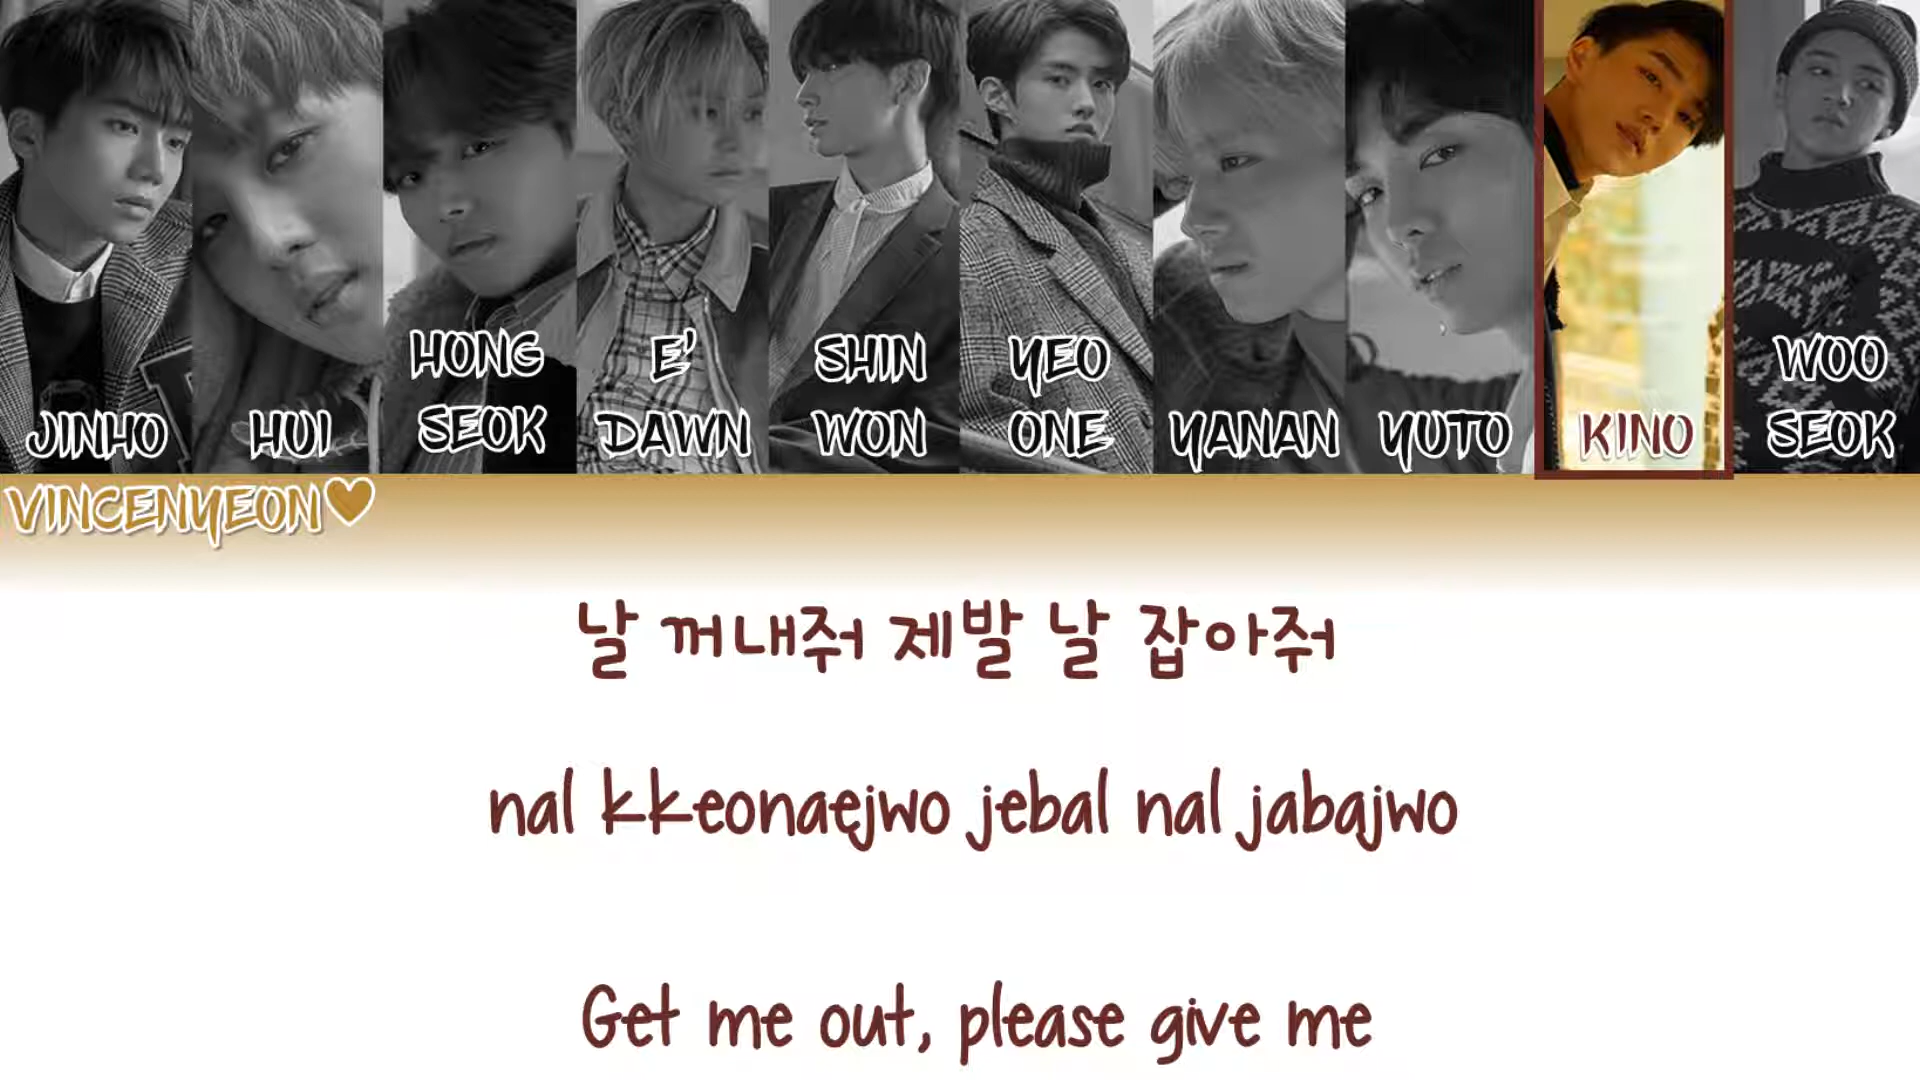 JINHO
HUI
HONG
SEOK
E'
DAWN
SHIN
WON
YEO
ONE
YANAN
YUTO
KINO
WOO
SEOK
VINCENYEON♥
날 꺼내줘 제발 날 잡아줘
nal kkeonaejwo jebal nal jabajwo
Get me out, please give me